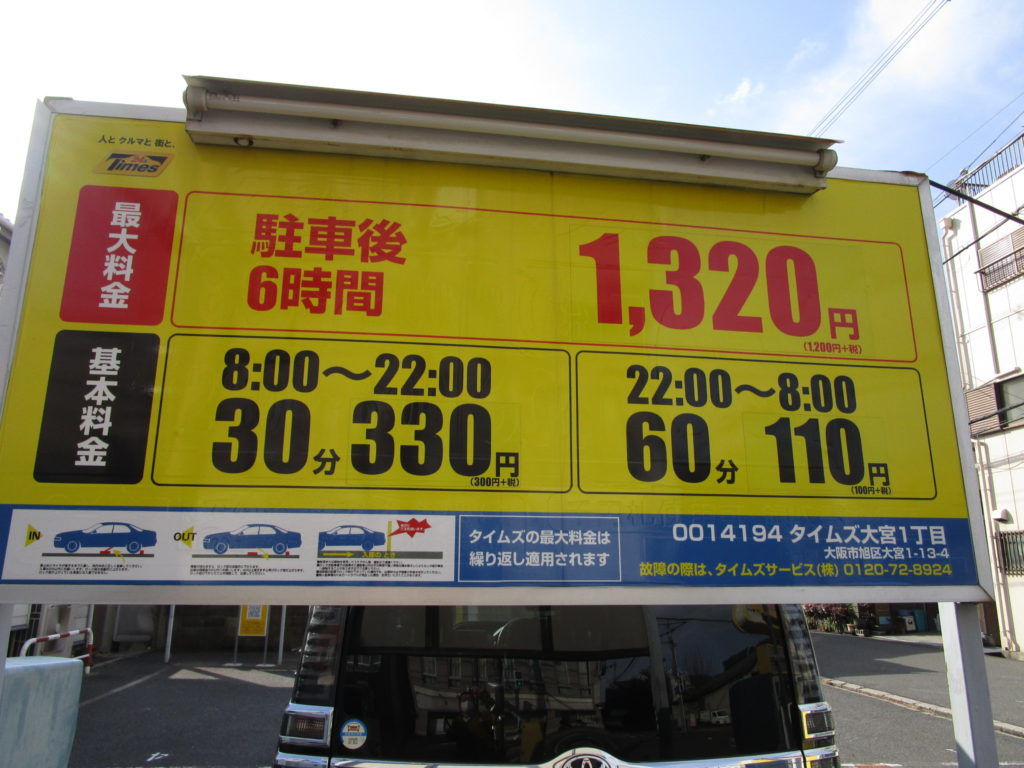 人と クルマと 街と、
24h Times
最大料金
駐車後
6時間
1,320円
(1,200円+税)
基本料金
8:00～22:00
30分 330円
(300円+税)
22:00～8:00
60分 110円
(100円+税)
IN
OUT
入庫の とき
タイムズの最大料金は
繰り返し適用されます
0014194 タイムズ大宮1丁目
大阪市旭区大宮1-13-4
故障の際は、タイムズサービス(株) 0120-72-8924